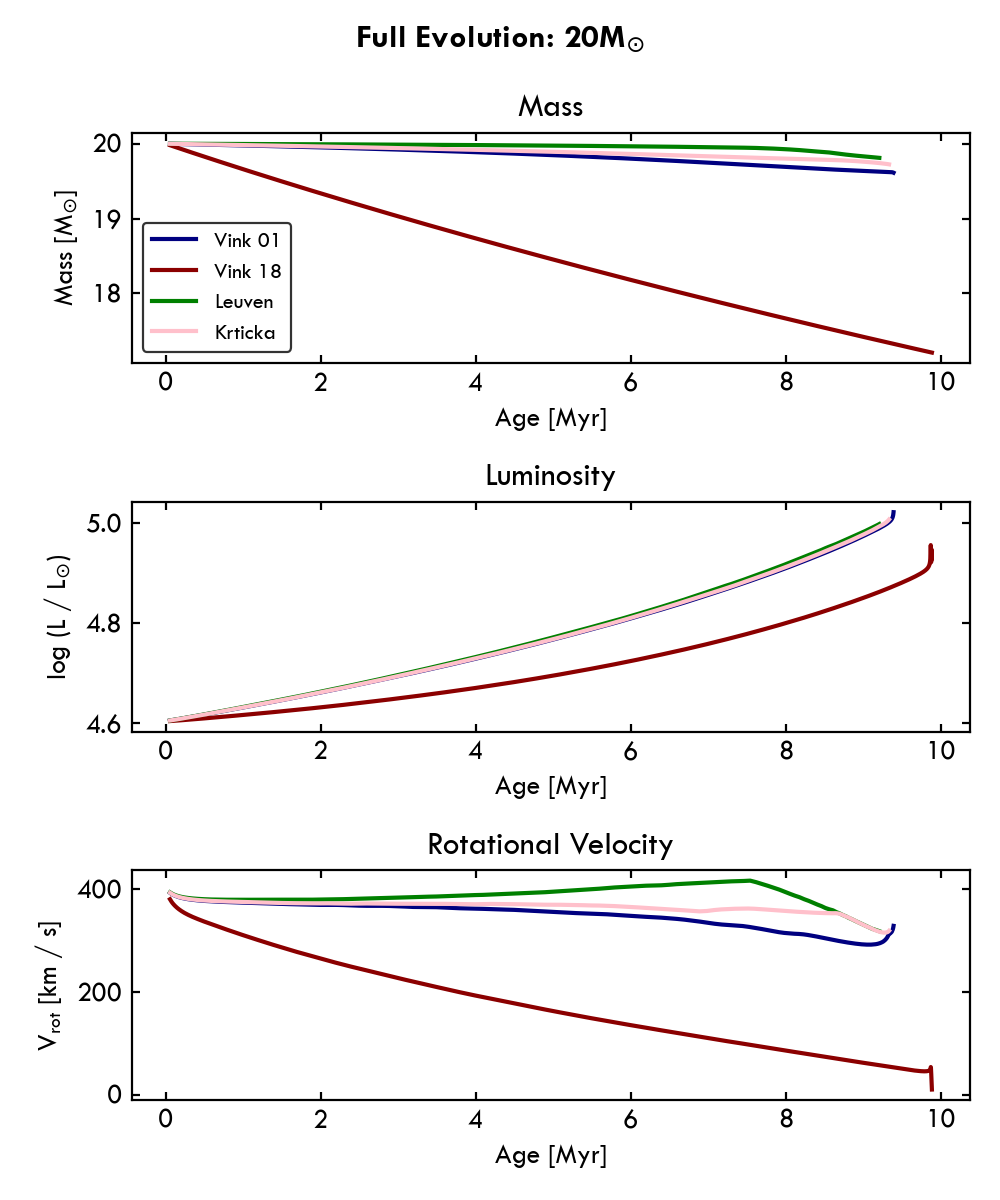 Full Evolution: 20M⊙
Mass
Mass [M⊙]
20
19
18
Vink 01
Vink 18
Leuven
Krticka
0 2 4 6 8 10
Age [Myr]
Luminosity
log (L / L⊙)
5.0
4.8
4.6
0 2 4 6 8 10
Age [Myr]
Rotational Velocity
Vrot [km / s]
400
200
0
0 2 4 6 8 10
Age [Myr]